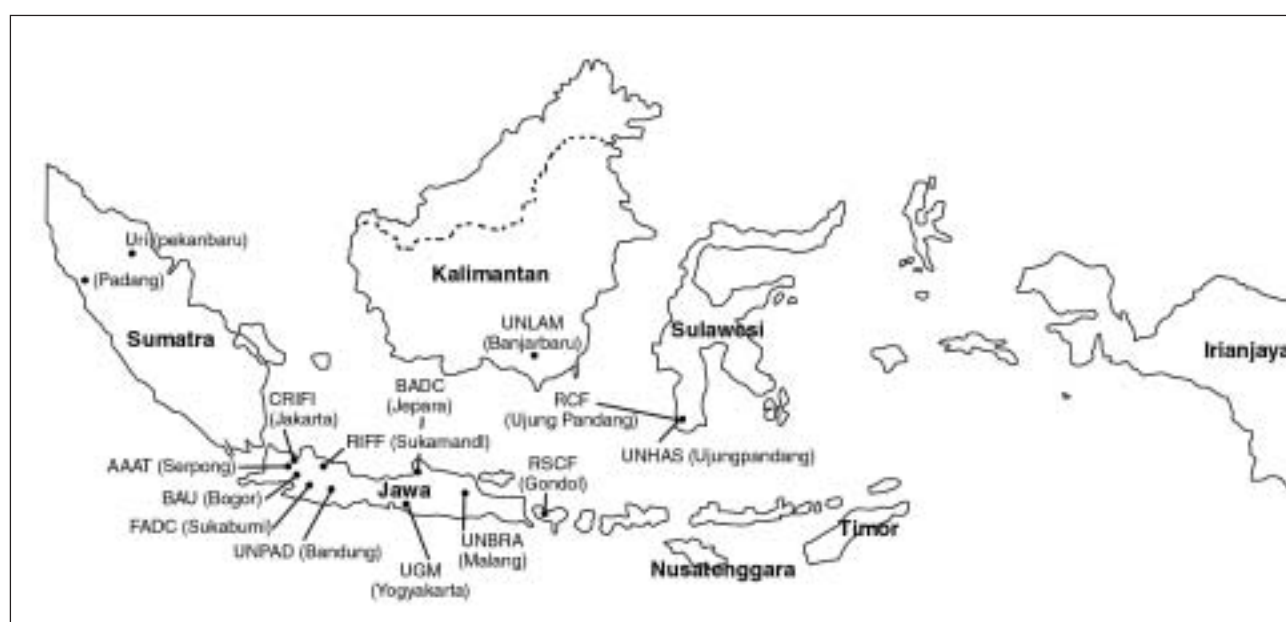 Uri (pekanbaru)
(Padang)
Sumatra
Kalimantan
UNLAM
(Banjarbaru)
Sulawesi
Irianjaya
CRIFI
(Jakarta)
BADC
(Jepara)
RIFF (Sukamandi)
RCF
(Ujung Pandang)
UNHAS (Ujungpandang)
AAAT (Serpong)
BAU (Bogor)
FADC (Sukabumi)
UNPAD (Bandung)
Jawa
UGM
(Yogyakarta)
UNBRA
(Malang)
RSCF
(Gondol)
Nusatenggara
Timor